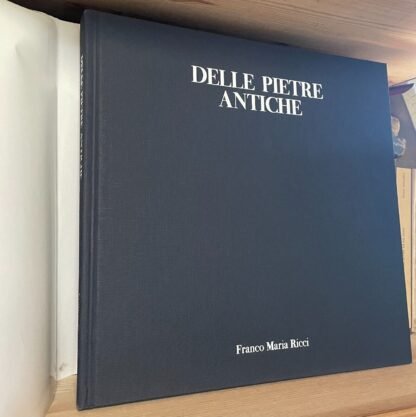 DELLE PIETRE
ANTICHE
Franco Maria Ricci